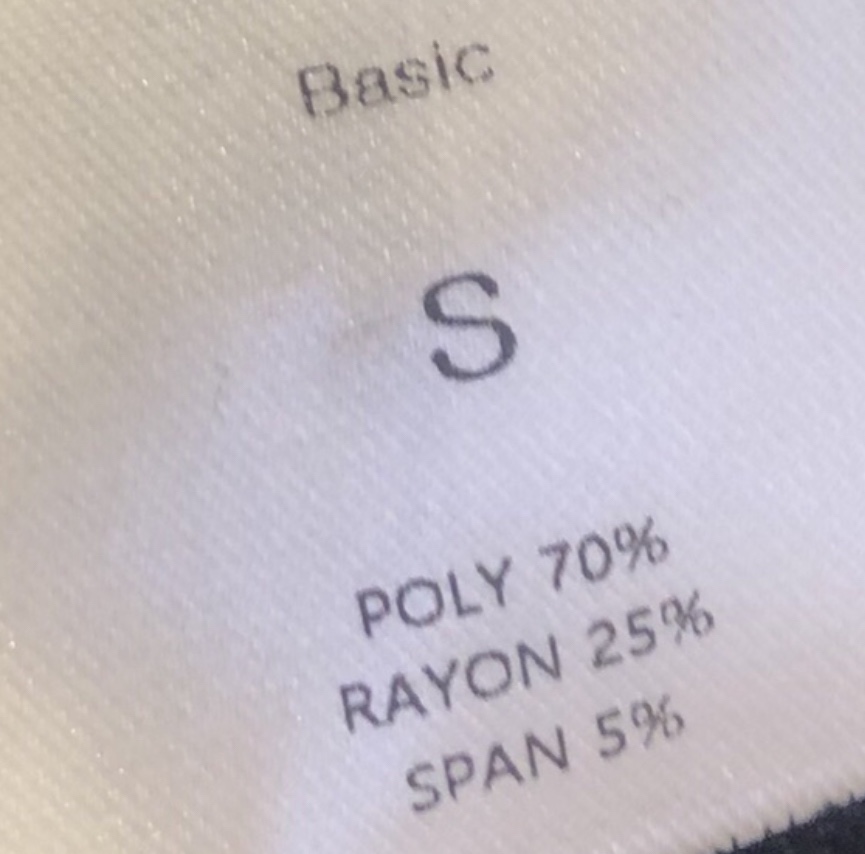 Basic
S
POLY 70%
RAYON 25%
SPAN 5%